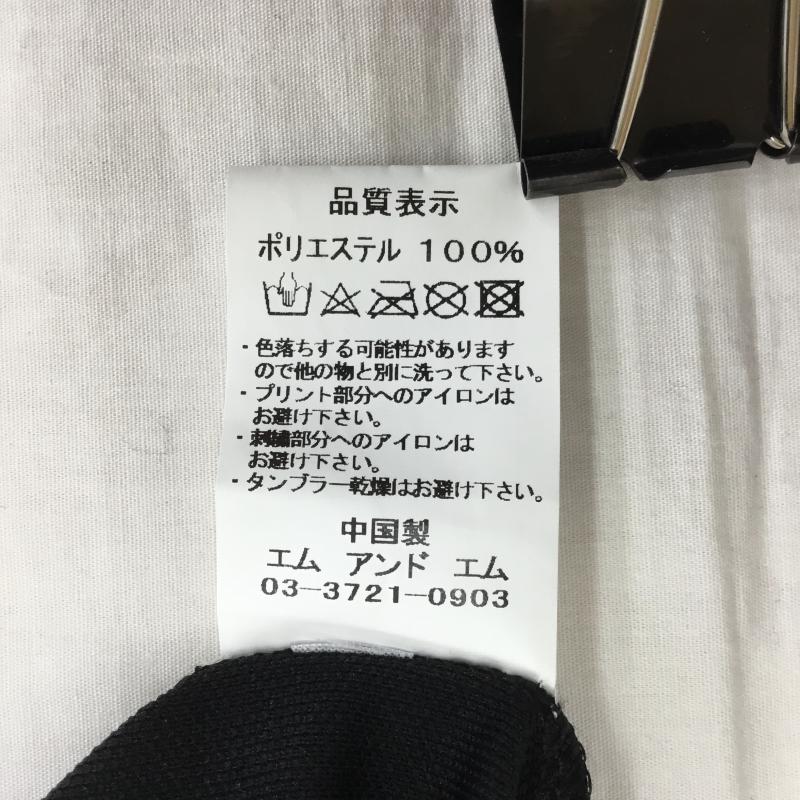 品質表示
ポリエステル 100%
・色落ちする可能性があります
ので他の物と別に洗って下さい。
・プリント部分へのアイロンは
お避け下さい。
・刺繍部分へのアイロンは
お避け下さい。
・タンブラー乾燥はお避け下さい。
中国製
エム アンド エム
03-3721-0903